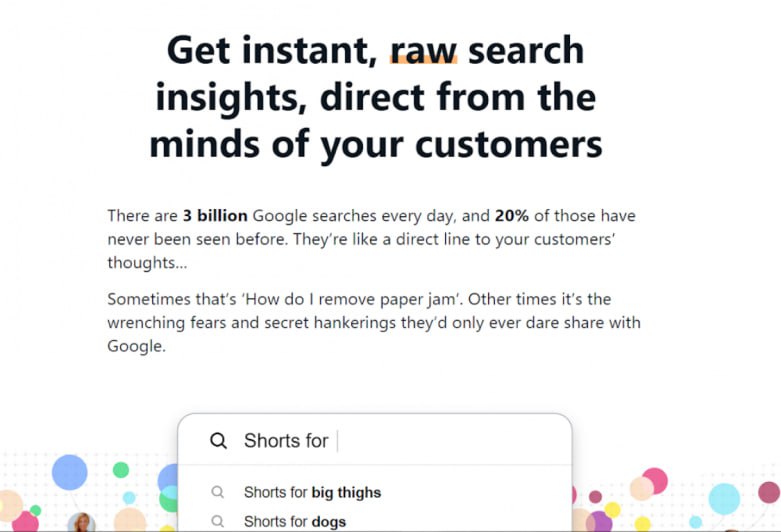 Get instant, raw search
insights, direct from the
minds of your customers
There are 3 billion Google searches every day, and 20% of those have
never been seen before. They’re like a direct line to your customers’
thoughts...
Sometimes that’s ‘How do I remove paper jam’. Other times it’s the
wrenching fears and secret hankerings they’d only ever dare share with
Google.
Shorts for
Shorts for big thighs
Shorts for dogs